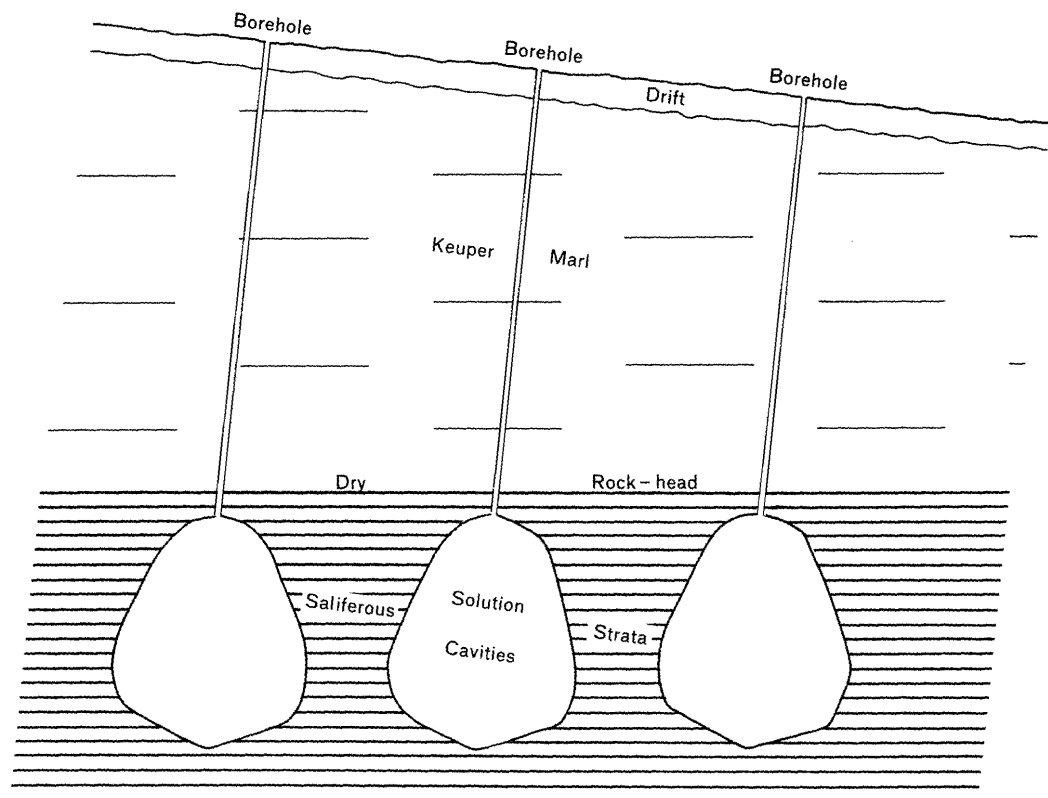 Borehole
Borehole
Borehole
Drift
Keuper Marl
Dry Rock-head
Saliferous Strata
Solution
Cavities